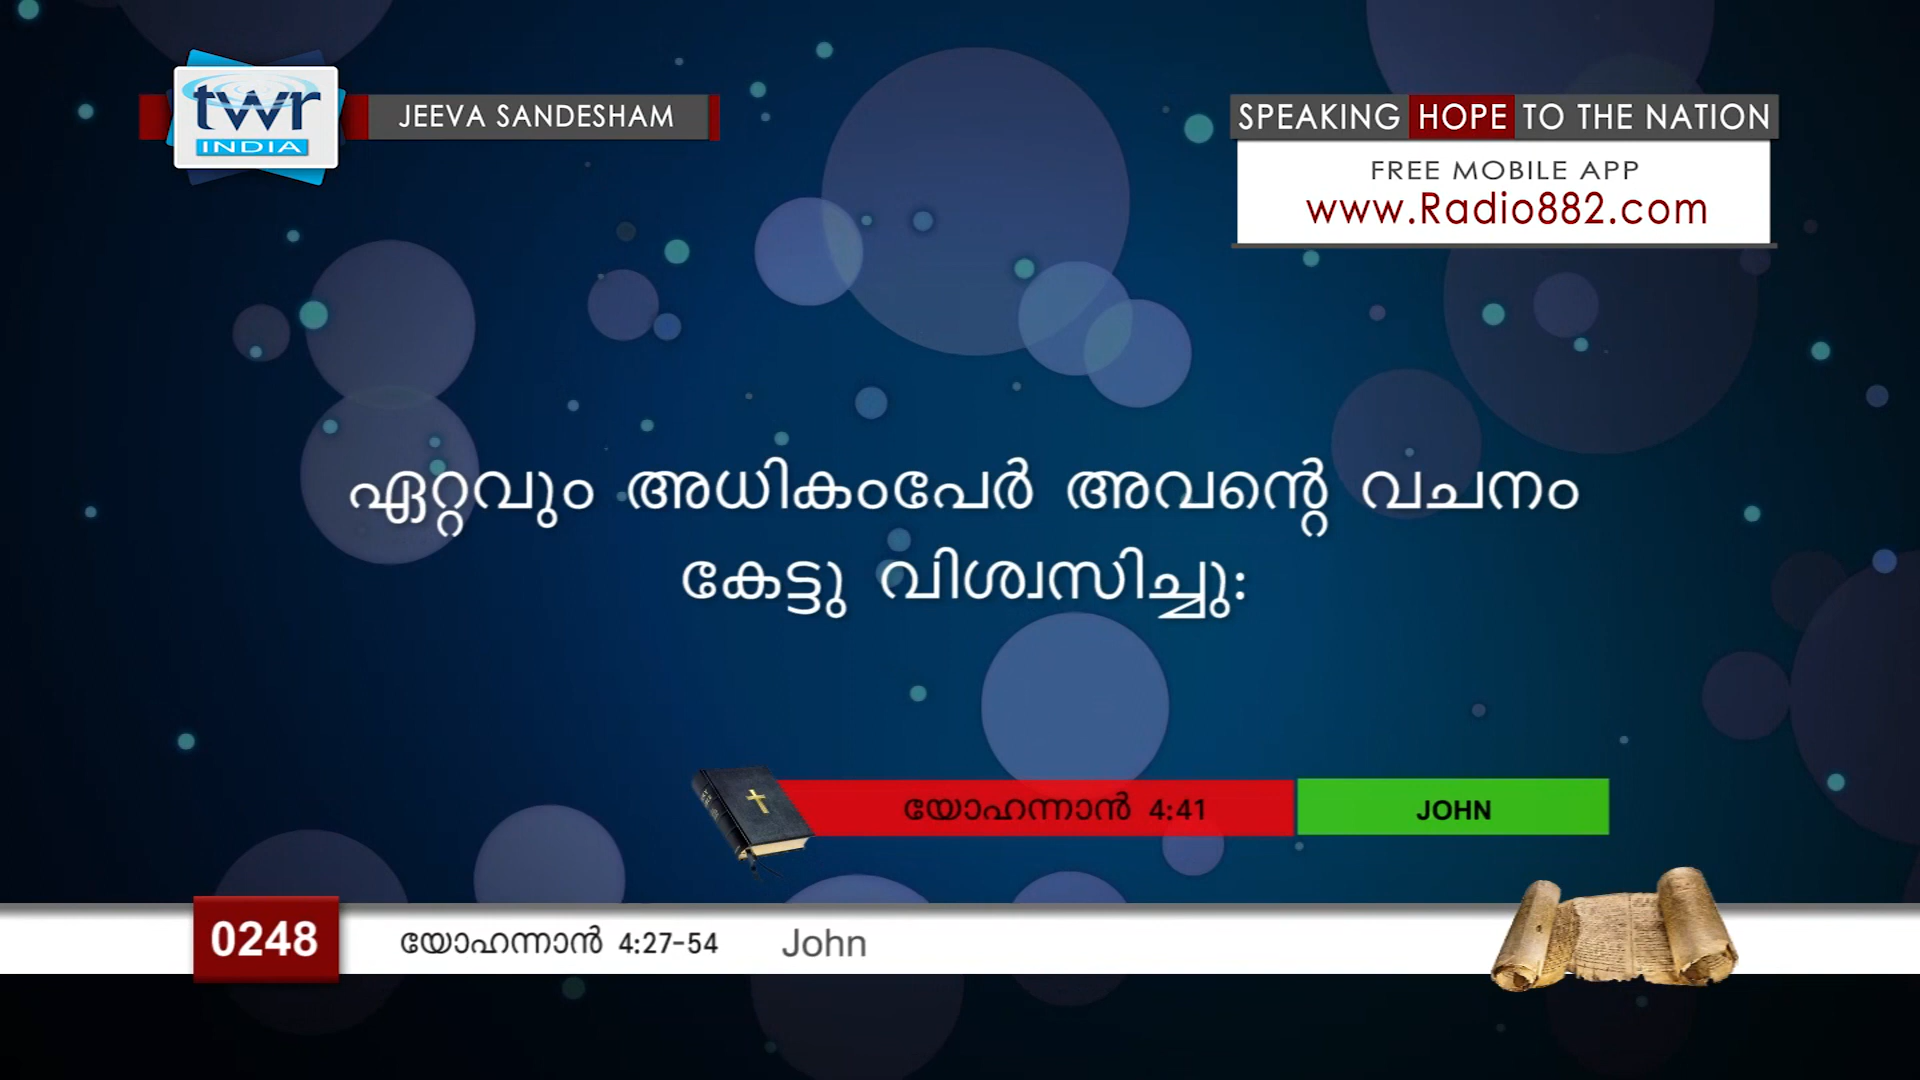 twr
INDIA
JEEVA SANDESHAM
SPEAKING HOPE TO THE NATION
FREE MOBILE APP
www.Radio882.com
ഏറ്റവും അധികംപേർ അവന്റെ വചനം
കേട്ടു വിശ്വസിച്ചു:
യോഹന്നാൻ 4:41
JOHN
0248
യോഹന്നാൻ 4:27-54
John